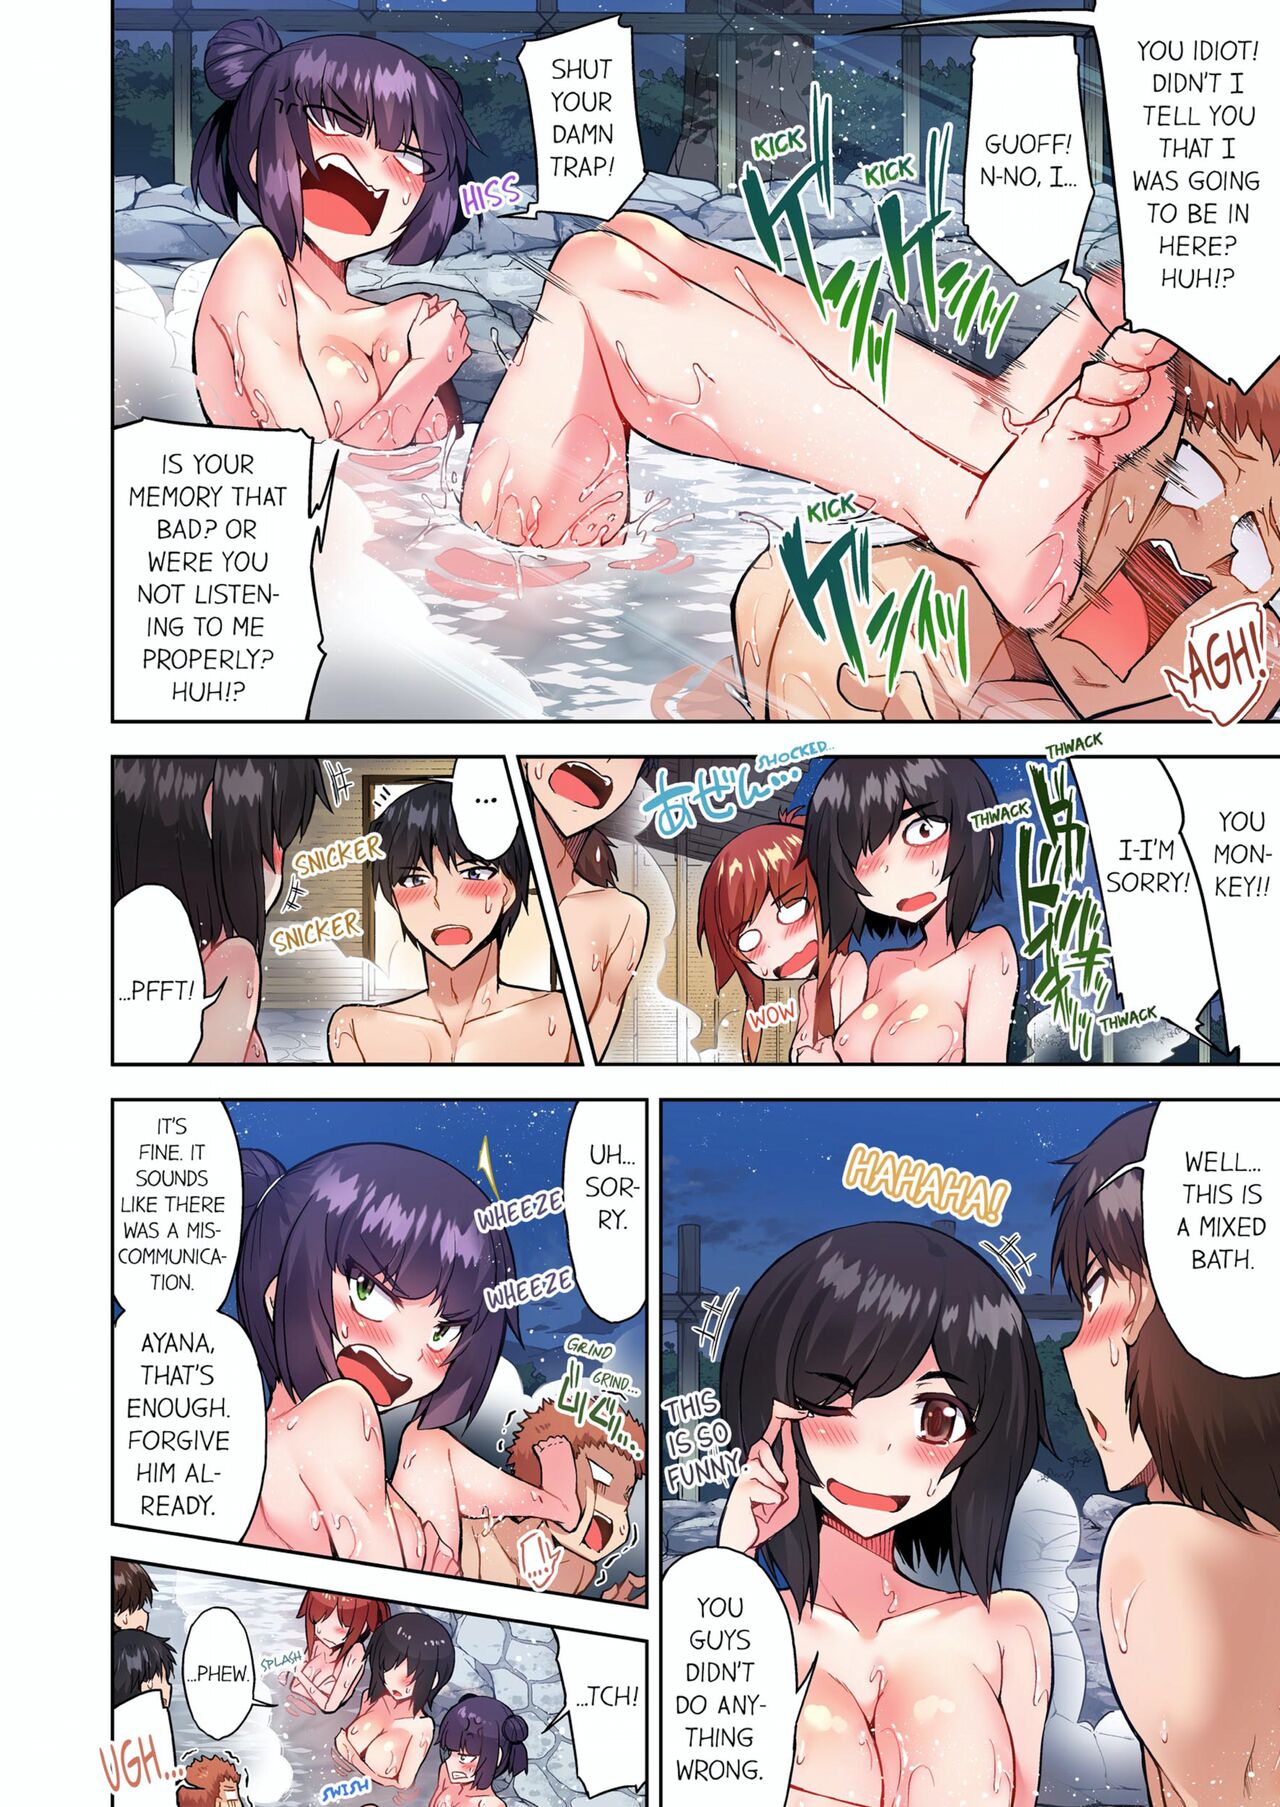 YOU IDIOT!
DIDN'T I
TELL YOU
THAT I
WAS GOING
TO BE IN
HERE?
HUH!?
GUOFF!
N-NO, I...
SHUT
YOUR
DAMN
TRAP!
HISS
KICK
KICK
KICK
KICK
IS YOUR
MEMORY THAT
BAD? OR
WERE YOU
NOT LISTEN-
ING TO ME
PROPERLY?
HUH!?
AGH!
YOU
MON-
KEY!!
I-I'M
SORRY!
THWACK
THWACK
THWACK
SHOCKED...
あぜん...
WOW
...
SNICKER
SNICKER
...PFFT!
WELL...
THIS IS
A MIXED
BATH.
HAHAHA!
THIS
IS SO
FUNNY.
YOU
GUYS
DIDN'T
DO ANY-
THING
WRONG.
UH...
SOR-
RY.
WHEEZE
WHEEZE
GRIND
GRIND...
IT'S
FINE. IT
SOUNDS
LIKE THERE
WAS A MIS-
COMMUNICA-
TION.
AYANA,
THAT'S
ENOUGH.
FORGIVE
HIM AL-
READY.
...TCH!
...PHEW.
SPLASH
SWISH
UGH...